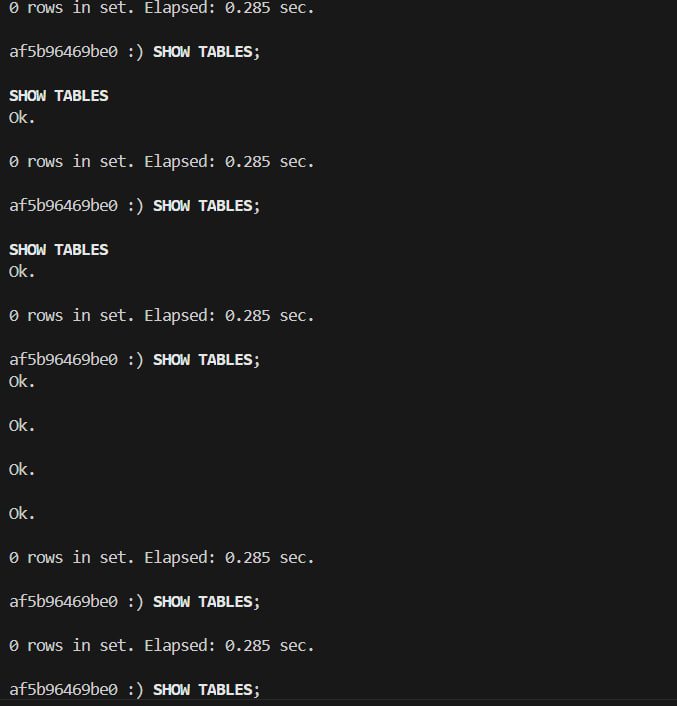 0 rows in set. Elapsed: 0.285 sec.
af5b96469be0 :) SHOW TABLES;
SHOW TABLES
Ok.
0 rows in set. Elapsed: 0.285 sec.
af5b96469be0 :) SHOW TABLES;
SHOW TABLES
Ok.
0 rows in set. Elapsed: 0.285 sec.
af5b96469be0 :) SHOW TABLES;
Ok.
Ok.
Ok.
Ok.
0 rows in set. Elapsed: 0.285 sec.
af5b96469be0 :) SHOW TABLES;
0 rows in set. Elapsed: 0.285 sec.
af5b96469be0 :) SHOW TABLES;